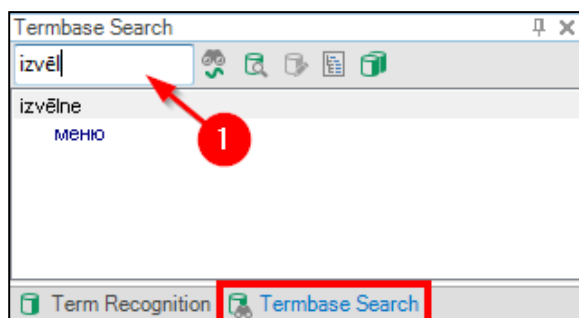 Termbase Search
izvēl
izvēlne
меню
1
Term Recognition Termbase Search